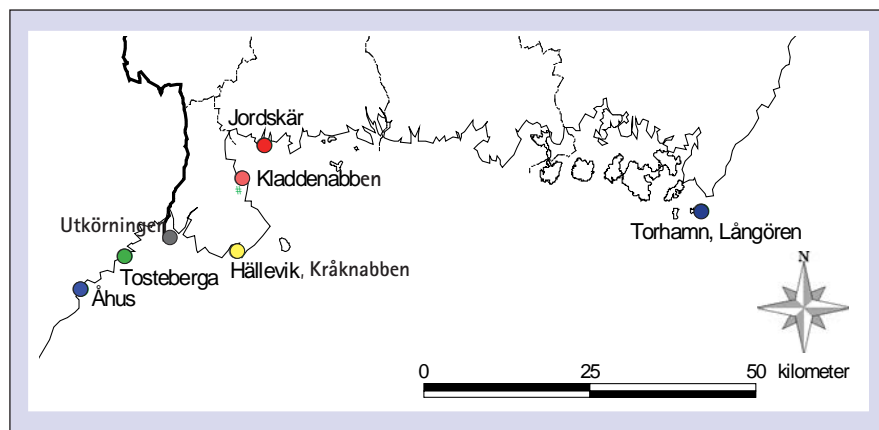 Jordskär
Kladdenabben
Utkörningen
Torhamn, Långören
Tosteberga
Hällevik, Kråknabben
Åhus
N
0 25 50 kilometer